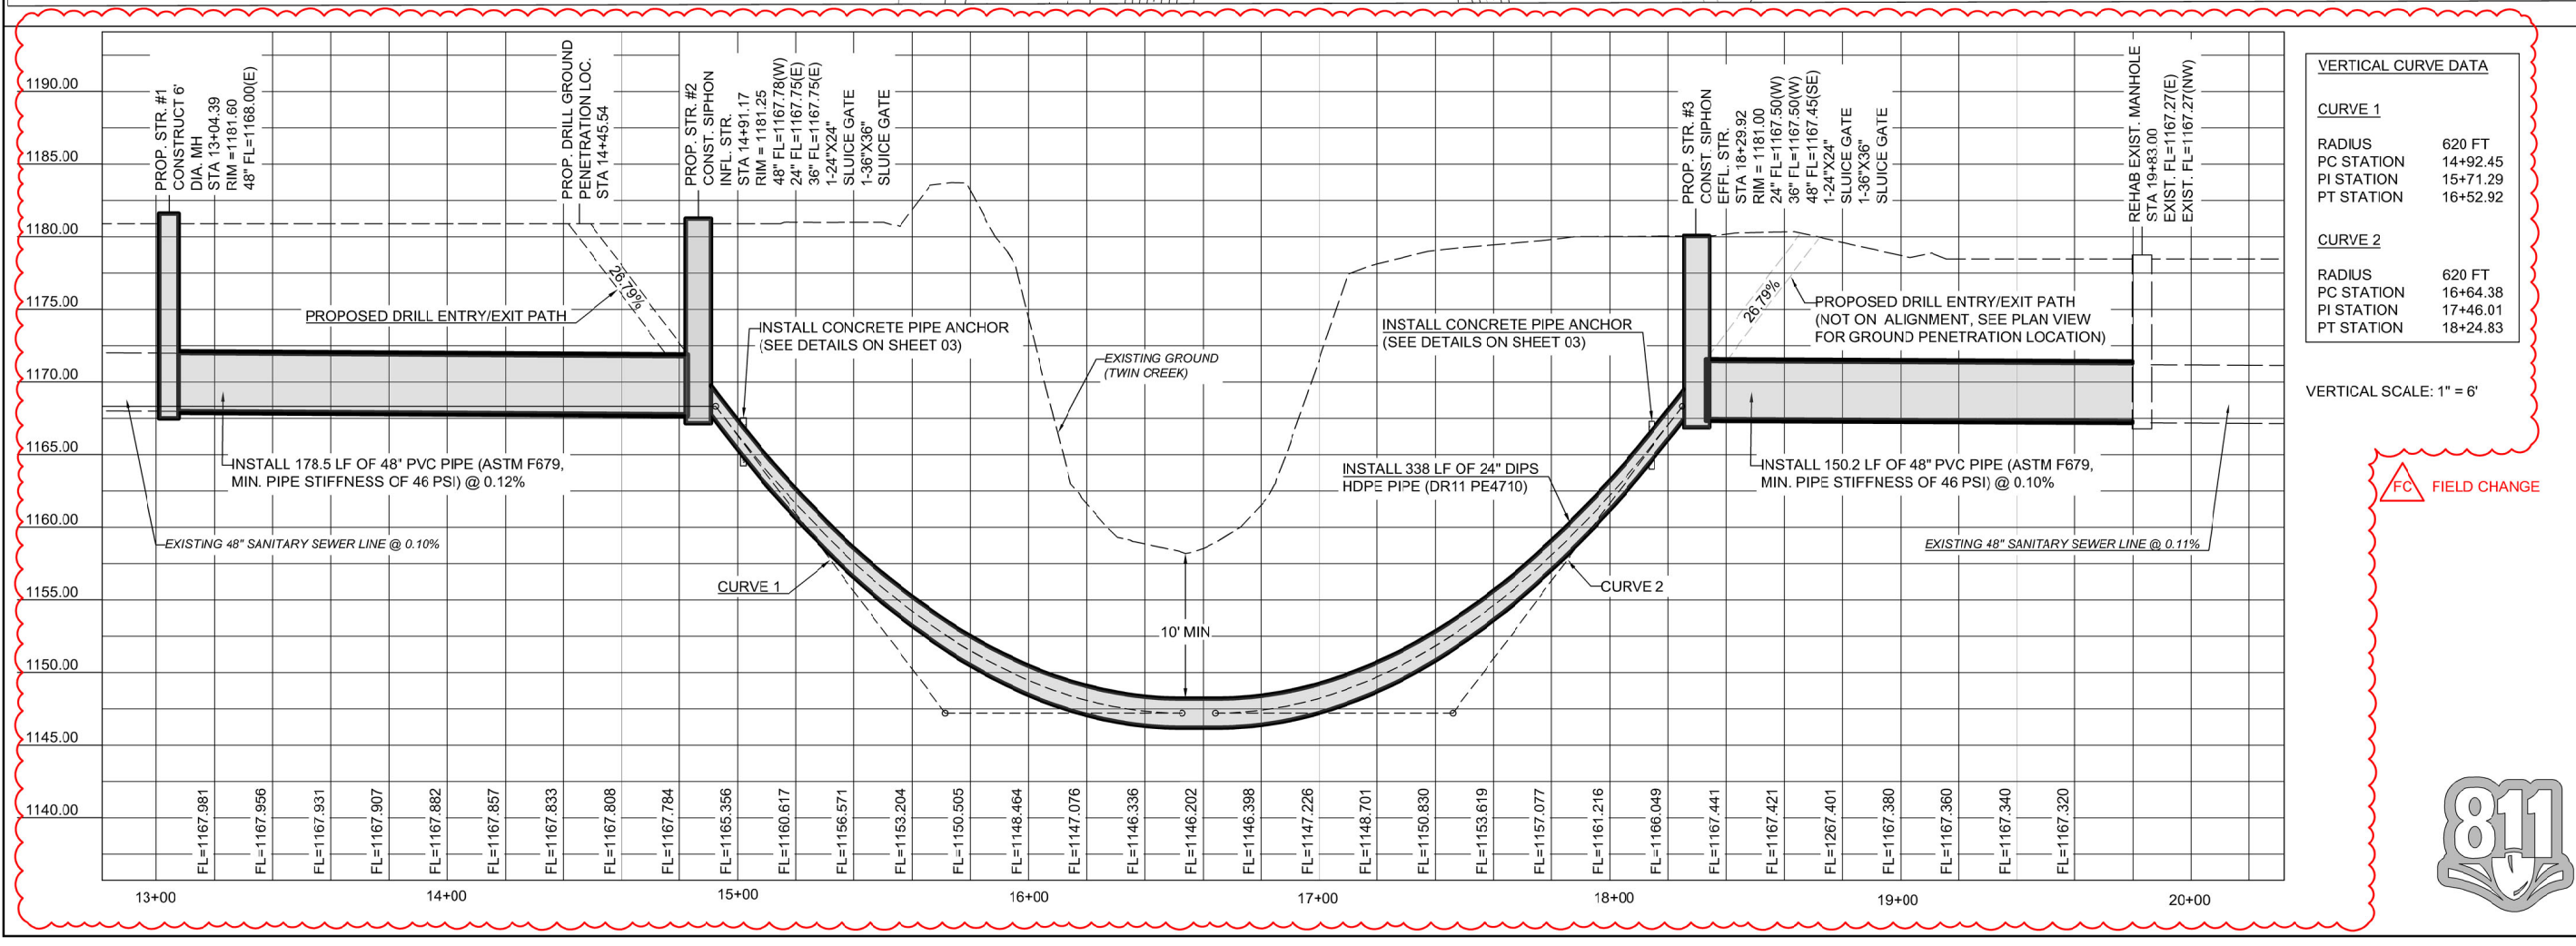 PROP. STR. #1
CONSTRUCT 6'
DIA. MH
STA 13+04.39
RIM =1181.60
48" FL=1168.00(E)
PROP. DRILL GROUND
PENETRATION LOC.
STA 14+45.54
PROP. STR. #2
CONST. SIPHON
INFL. STR.
STA 14+91.17
RIM = 1181.25
48" FL=1167.78(W)
24" FL=1167.75(E)
36" FL=1167.75(E)
1-24"X24"
SLUICE GATE
1-36"X36"
SLUICE GATE
PROP. STR. #3
CONST. SIPHON
EFFL. STR.
STA 18+29.92
RIM = 1181.00
24" FL=1167.50(W)
36" FL=1167.50(W)
48" FL=1167.45(SE)
1-24"X24"
SLUICE GATE
1-36"X36"
SLUICE GATE
REHAB EXIST. MANHOLE
STA 19+83.00
EXIST. FL=1167.27(E)
EXIST. FL=1167.27(NW)
1190.00
1185.00
1180.00
1175.00
1170.00
1165.00
1160.00
1155.00
1150.00
1145.00
1140.00
26.79%
PROPOSED DRILL ENTRY/EXIT PATH
INSTALL CONCRETE PIPE ANCHOR
(SEE DETAILS ON SHEET 03)
EXISTING GROUND
(TWIN CREEK)
INSTALL CONCRETE PIPE ANCHOR
(SEE DETAILS ON SHEET 03)
26.79%
PROPOSED DRILL ENTRY/EXIT PATH
(NOT ON ALIGNMENT, SEE PLAN VIEW
FOR GROUND PENETRATION LOCATION)
INSTALL 178.5 LF OF 48" PVC PIPE (ASTM F679,
MIN. PIPE STIFFNESS OF 46 PSI) @ 0.12%
INSTALL 338 LF OF 24" DIPS
HDPE PIPE (DR11 PE4710)
INSTALL 150.2 LF OF 48" PVC PIPE (ASTM F679,
MIN. PIPE STIFFNESS OF 46 PSI) @ 0.10%
EXISTING 48" SANITARY SEWER LINE @ 0.10%
EXISTING 48" SANITARY SEWER LINE @ 0.11%
CURVE 1
CURVE 2
10' MIN
FL=1167.981
FL=1167.956
FL=1167.931
FL=1167.907
FL=1167.882
FL=1167.857
FL=1167.833
FL=1167.808
FL=1167.784
FL=1165.356
FL=1160.617
FL=1156.571
FL=1153.204
FL=1150.505
FL=1148.464
FL=1147.076
FL=1146.336
FL=1146.202
FL=1146.398
FL=1147.226
FL=1148.701
FL=1150.830
FL=1153.619
FL=1157.077
FL=1161.216
FL=1166.049
FL=1167.441
FL=1167.421
FL=1267.401
FL=1167.380
FL=1167.360
FL=1167.340
FL=1167.320
13+00
14+00
15+00
16+00
17+00
18+00
19+00
20+00
VERTICAL CURVE DATA
CURVE 1
RADIUS 620 FT
PC STATION 14+92.45
PI STATION 15+71.29
PT STATION 16+52.92
CURVE 2
RADIUS 620 FT
PC STATION 16+64.38
PI STATION 17+46.01
PT STATION 18+24.83
VERTICAL SCALE: 1" = 6'
FC FIELD CHANGE
811